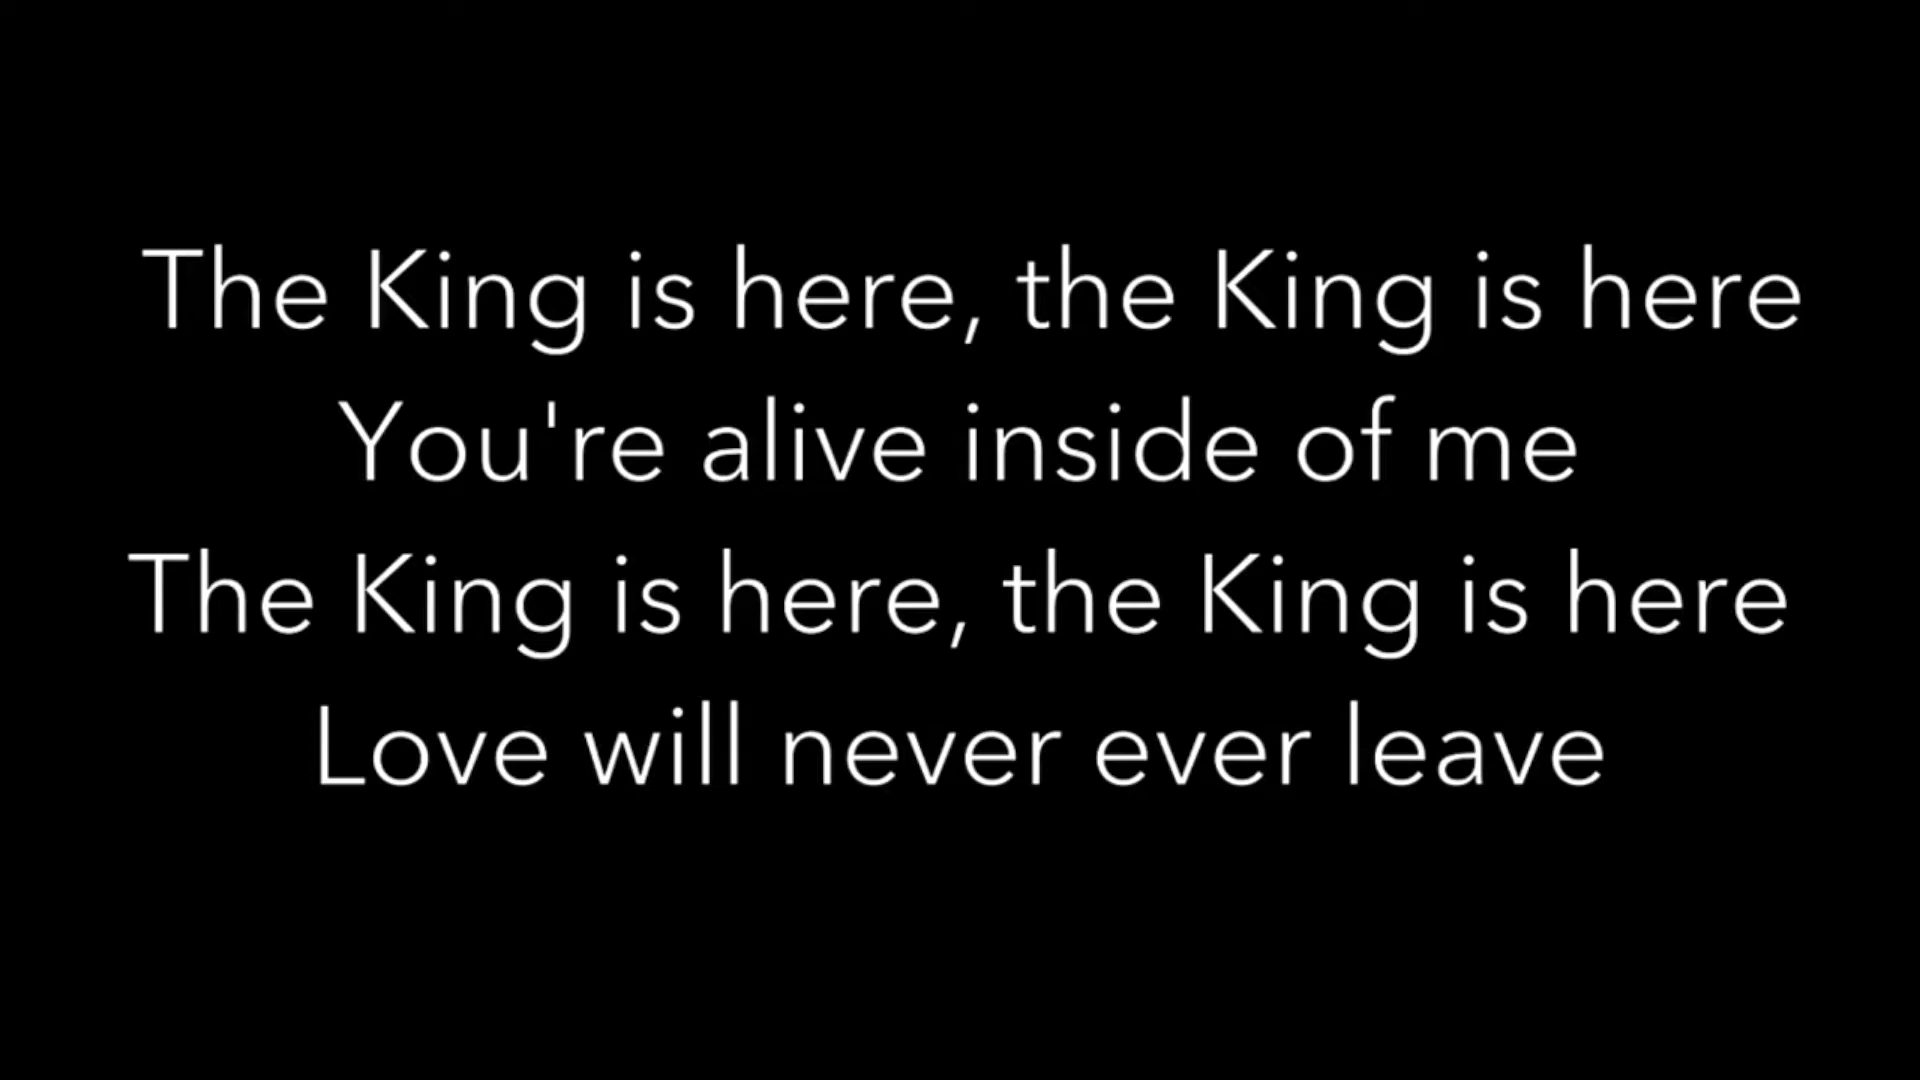 The King is here, the King is here
You're alive inside of me
The King is here, the King is here
Love will never ever leave